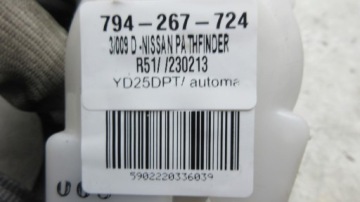 794-267-724
3/009 D -NISSAN PATHFINDER
R51/ /230213
YD25DPT/ automa
5902220336039